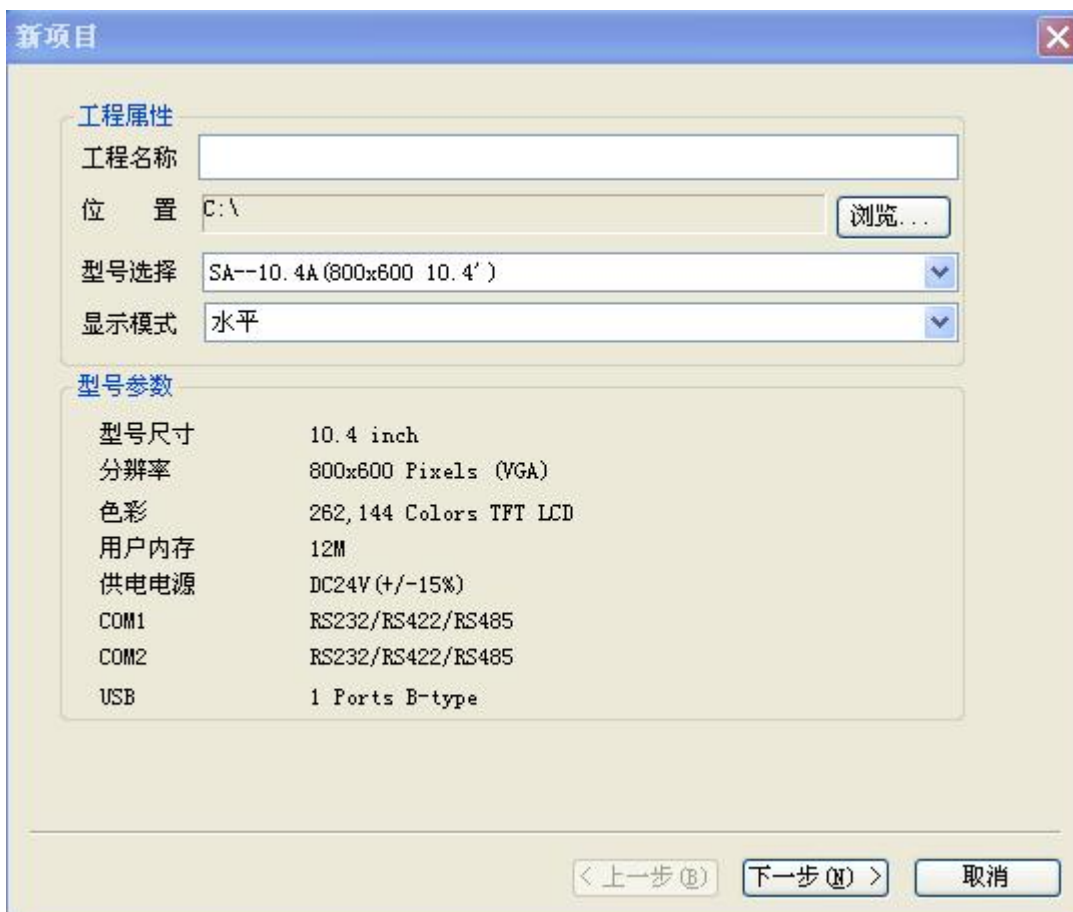 新项目
工程属性
工程名称
位 置 C:\ 浏览...
型号选择 SA--10.4A(800x600 10.4')
显示模式 水平
型号参数
型号尺寸 10.4 inch
分辨率 800x600 Pixels (VGA)
色彩 262,144 Colors TFT LCD
用户内存 12M
供电电源 DC24V(+/-15%)
COM1 RS232/RS422/RS485
COM2 RS232/RS422/RS485
USB 1 Ports B-type
< 上一步(B) 下一步(N) > 取消